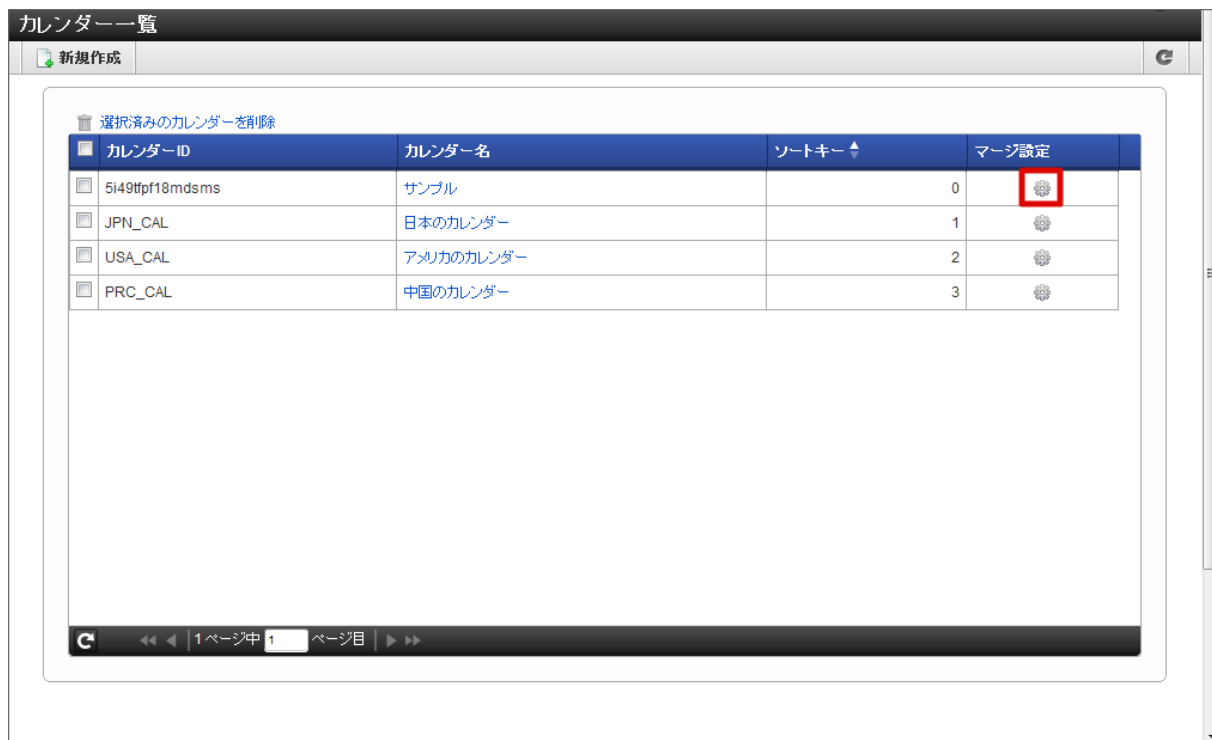 カレンダー一覧
新規作成
選択済みのカレンダーを削除
カレンダーID カレンダー名 ソートキー マージ設定
5i49tfpf18mdsms サンプル 0
JPN_CAL 日本のカレンダー 1
USA_CAL アメリカのカレンダー 2
PRC_CAL 中国のカレンダー 3
1ページ中 1 ページ目